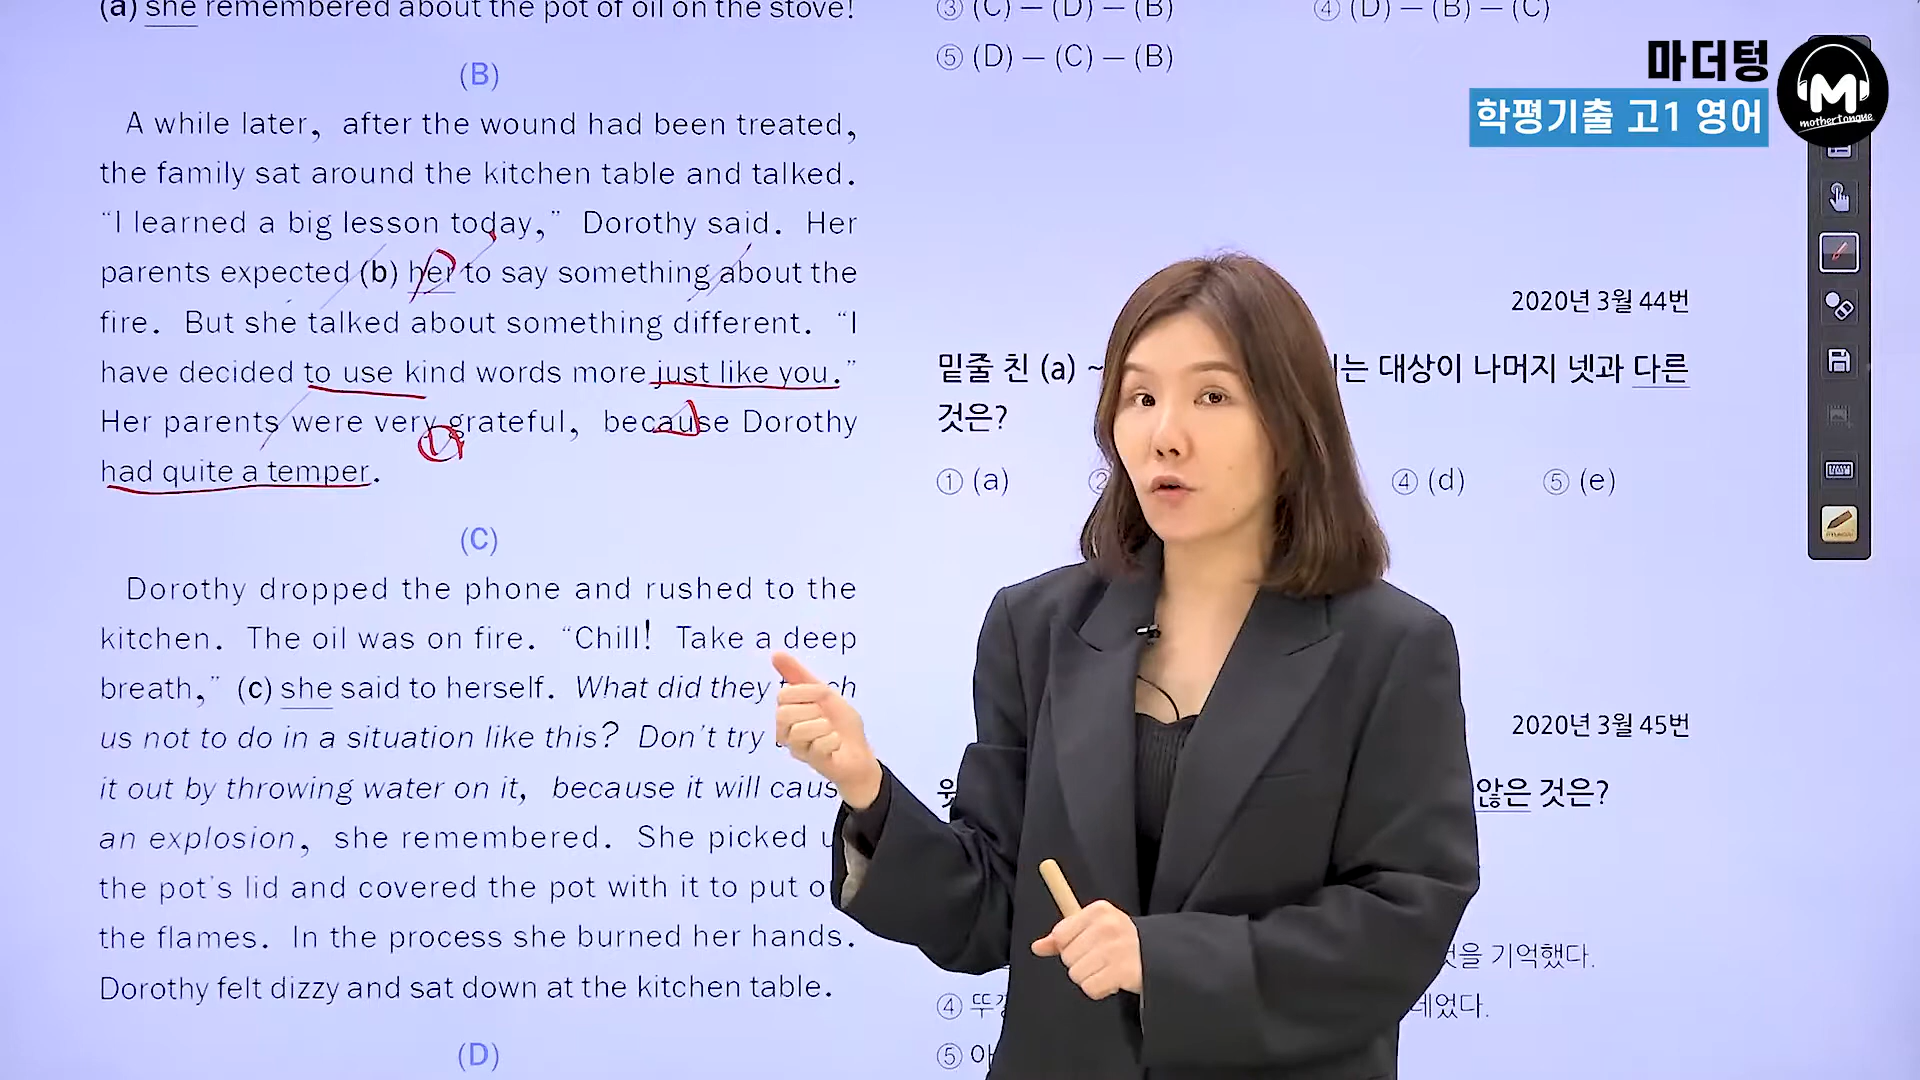 (a) she remembered about the pot of oil on the stove!
(B)
A while later, after the wound had been treated,
the family sat around the kitchen table and talked.
“I learned a big lesson today,” Dorothy said. Her
parents expected (b) her to say something about the
fire. But she talked about something different. “I
have decided to use kind words more just like you.”
Her parents were very grateful, because Dorothy
had quite a temper.
(C)
Dorothy dropped the phone and rushed to the
kitchen. The oil was on fire. “Chill! Take a deep
breath,” (c) she said to herself. What did they
us not to do in a situation like this? Don’t try
it out by throwing water on it, because it will
an explosion, she remembered. She picked
the pot’s lid and covered the pot with it to put
the flames. In the process she burned her hands.
Dorothy felt dizzy and sat down at the kitchen table.
(D)
③ (C) – (D) – (B)
④ (D) – (B) – (C)
⑤ (D) – (C) – (B)
마더텅
학평기출 고1 영어
M
mothertongue
2020년 3월 44번
밑줄 친 (a) ~ 대상이 나머지 넷과 다른
것은?
① (a)
②
④ (d)
⑤ (e)
2020년 3월 45번
않은 것은?
기억했다.
④
⑤